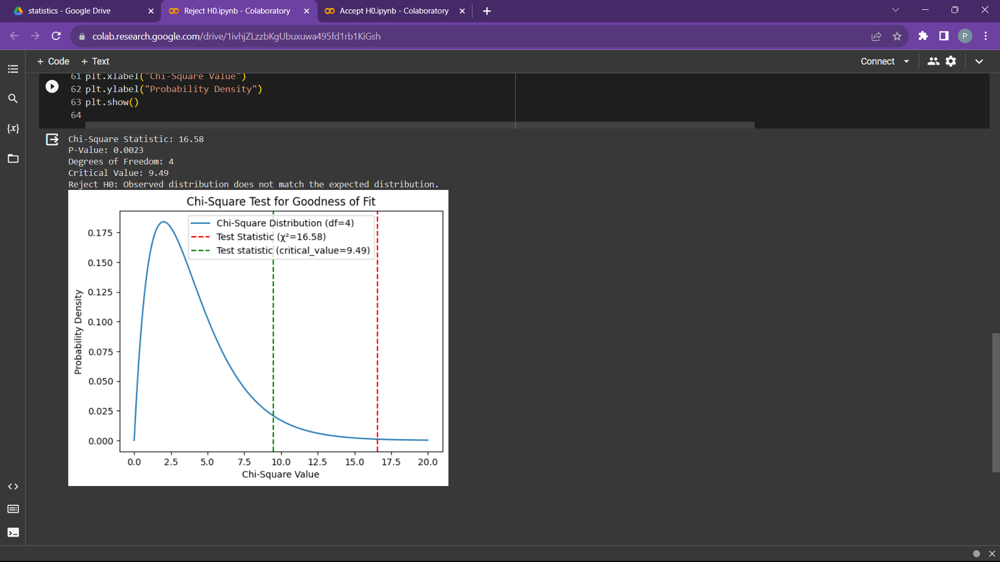 statistics - Google Drive
Reject H0.ipynb - Colaboratory
Accept H0.ipynb - Colaboratory
colab.research.google.com/drive/1ivhjZLzzbKgUbuxuwa495fd1rb1KiGsh
P
+ Code + Text
Connect
{x}
61 plt.xlabel("Chi-Square Value")
62 plt.ylabel("Probability Density")
63 plt.show()
64
Chi-Square Statistic: 16.58
P-Value: 0.0023
Degrees of Freedom: 4
Critical Value: 9.49
Reject H0: Observed distribution does not match the expected distribution.
Chi-Square Test for Goodness of Fit
Chi-Square Distribution (df=4)
Test Statistic (χ²=16.58)
Test statistic (critical_value=9.49)
Probability Density
0.175
0.150
0.125
0.100
0.075
0.050
0.025
0.000
0.0 2.5 5.0 7.5 10.0 12.5 15.0 17.5 20.0
Chi-Square Value